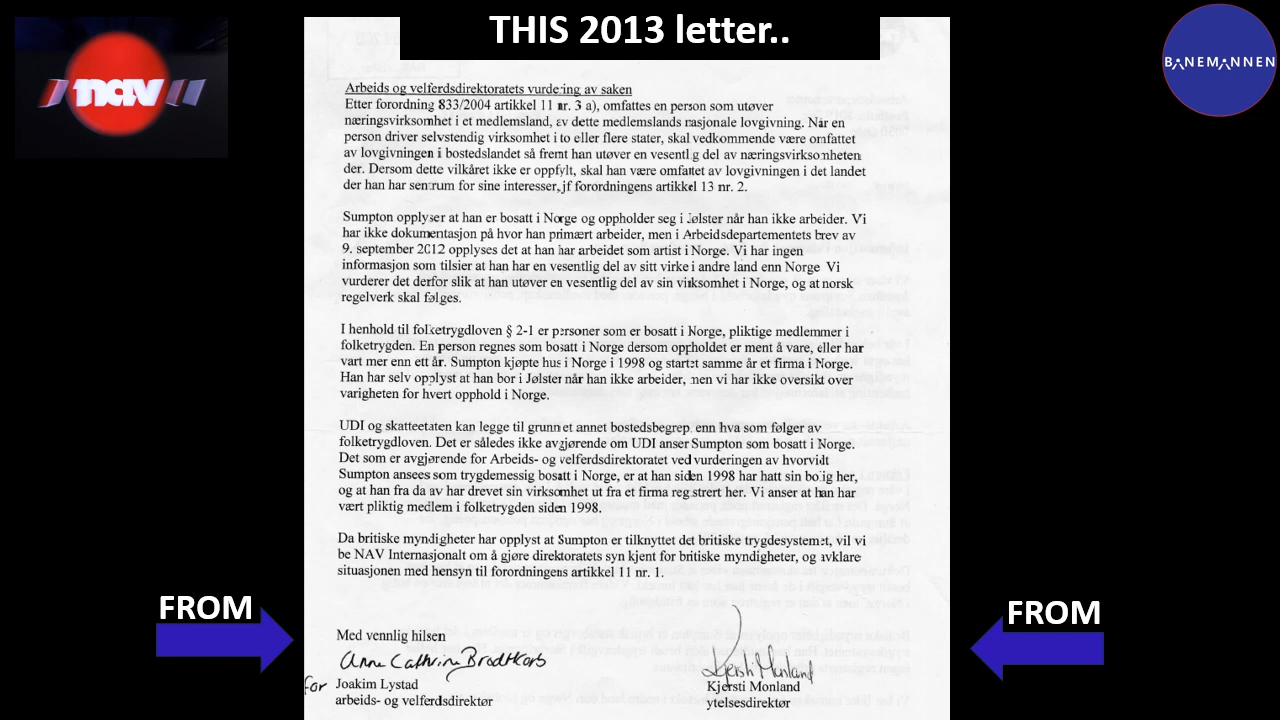 THIS 2013 letter..
nav
BANEMANNEN
Arbeids og velferdsdirektoratets vurdering av saken
Etter forordning 833/2004 artikkel 11 nr. 3 a), omfattes en person som utøver
næringsvirksomhet i et medlemsland, av dette medlemslands nasjonale lovgivning. Når en
person driver selvstendig virksomhet i to eller flere stater, skal vedkommende være omfattet
av lovgivningen i bostedslandet så fremt han utøver en vesentlig del av næringsvirksomheten
der. Dersom dette vilkåret ikke er oppfylt, skal han være omfattet av lovgivningen i det landet
der han har sentrum for sine interesser, jf forordningens artikkel 13 nr. 2.
Sumpton opplyser at han er bosatt i Norge og oppholder seg i Jølster når han ikke arbeider. Vi
har ikke dokumentasjon på hvor han primært arbeider, men i Arbeidsdepartementets brev av
9. september 2012 opplyses det at han har arbeidet som artist i Norge. Vi har ingen
informasjon som tilsier at han har en vesentlig del av sitt virke i andre land enn Norge Vi
vurderer det derfor slik at han utøver en vesentlig del av sin virksomhet i Norge, og at norsk
regelverk skal følges.
I henhold til folketrygdloven § 2-1 er personer som er bosatt i Norge, pliktige medlemmer i
folketrygden. En person regnes som bosatt i Norge dersom oppholdet er ment å vare, eller har
vart mer enn ett år. Sumpton kjøpte hus i Norge i 1998 og startet samme år et firma i Norge.
Han har selv opplyst at han bor i Jølster når han ikke arbeider, men vi har ikke oversikt over
varigheten for hvert opphold i Norge.
UDI og skatteetaten kan legge til grunn et annet bostedsbegrep enn hva som følger av
folketrygdloven. Det er således ikke avgjørende om UDI anser Sumpton som bosatt i Norge.
Det som er avgjørende for Arbeids- og velferdsdirektoratet ved vurderingen av hvorvidt
Sumpton ansees som trygdemessig bosatt i Norge, er at han siden 1998 har hatt sin bolig her,
og at han fra da av har drevet sin virksomhet ut fra et firma registrert her. Vi anser at han har
vært pliktig medlem i folketrygden siden 1998.
Da britiske myndigheter har opplyst at Sumpton er tilknyttet det britiske trygdesystemet, vil vi
be NAV Internasjonalt om å gjøre direktoratets syn kjent for britiske myndigheter, og avklare
situasjonen med hensyn til forordningens artikkel 11 nr. 1.
FROM
FROM
Med vennlig hilsen
Anne Cathrine Bradtkorb
Kjersti Monland
for Joakim Lystad
Kjersti Monland
arbeids- og velferdsdirektør
ytelsesdirektør